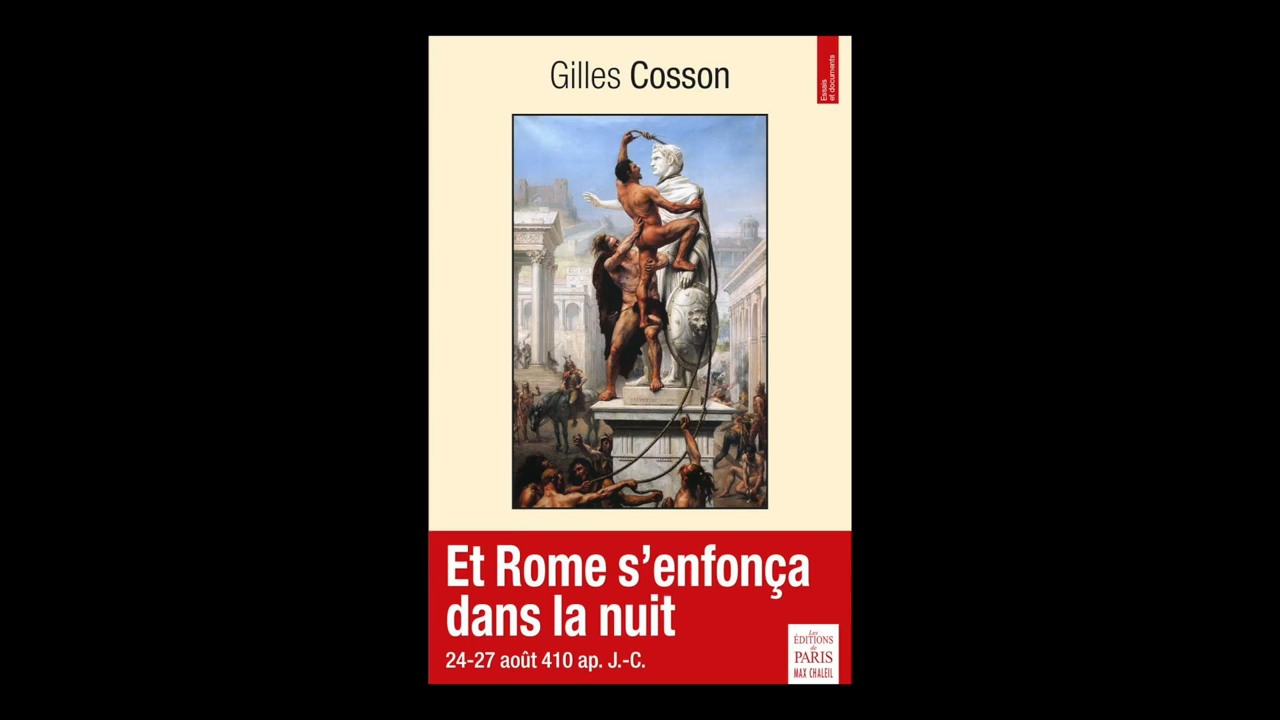 Gilles Cosson
Essais
et documents
Et Rome s’enfonça
dans la nuit
24-27 août 410 ap. J.-C.
Les
ÉDITIONS
de
PARIS
MAX CHALEIL